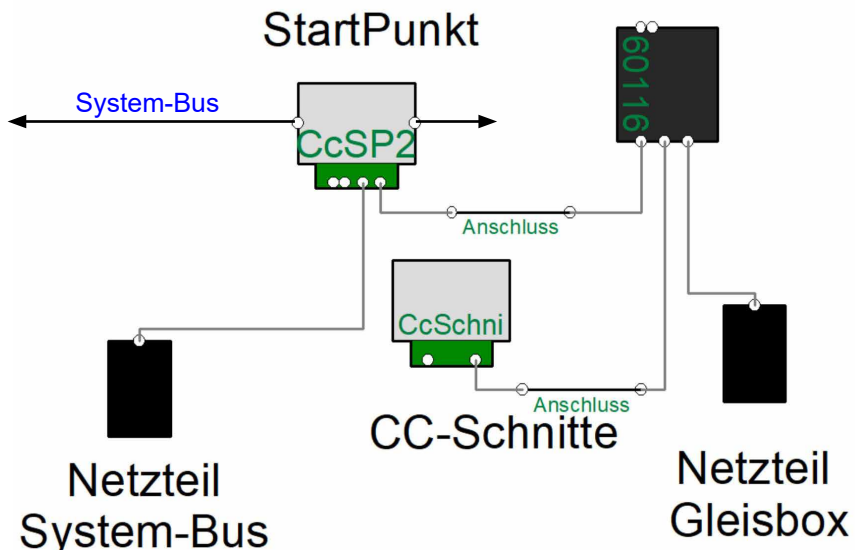 StartPunkt
60116
System-Bus
CcSP2
Anschluss
CcSchni
Anschluss
CC-Schnitte
Netzteil
System-Bus
Netzteil
Gleisbox